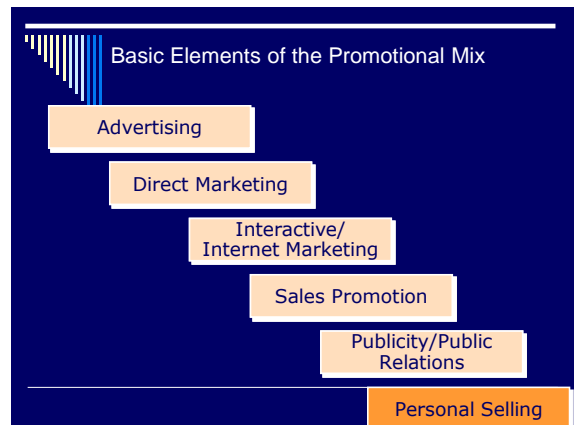 Basic Elements of the Promotional Mix
Advertising
Direct Marketing
Interactive/
Internet Marketing
Sales Promotion
Publicity/Public
Relations
Personal Selling